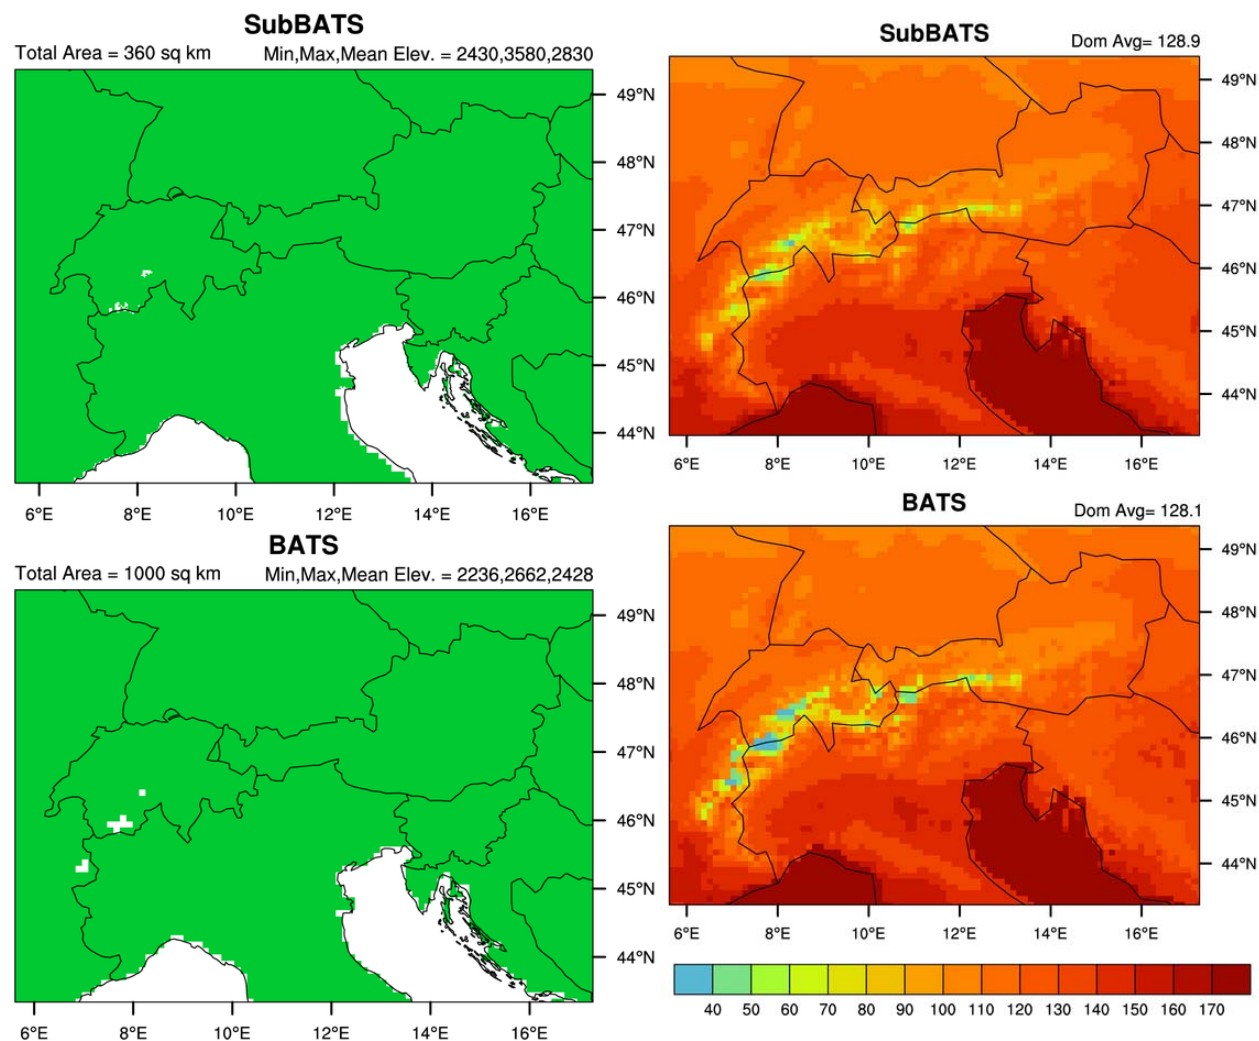 SubBATS
Total Area = 360 sq km Min,Max,Mean Elev. = 2430,3580,2830
49°N
48°N
47°N
46°N
45°N
44°N
6°E 8°E 10°E 12°E 14°E 16°E
SubBATS
Dom Avg= 128.9
49°N
48°N
47°N
46°N
45°N
44°N
6°E 8°E 10°E 12°E 14°E 16°E
BATS
Total Area = 1000 sq km Min,Max,Mean Elev. = 2236,2662,2428
49°N
48°N
47°N
46°N
45°N
44°N
6°E 8°E 10°E 12°E 14°E 16°E
BATS
Dom Avg= 128.1
49°N
48°N
47°N
46°N
45°N
44°N
6°E 8°E 10°E 12°E 14°E 16°E
40 50 60 70 80 90 100 110 120 130 140 150 160 170